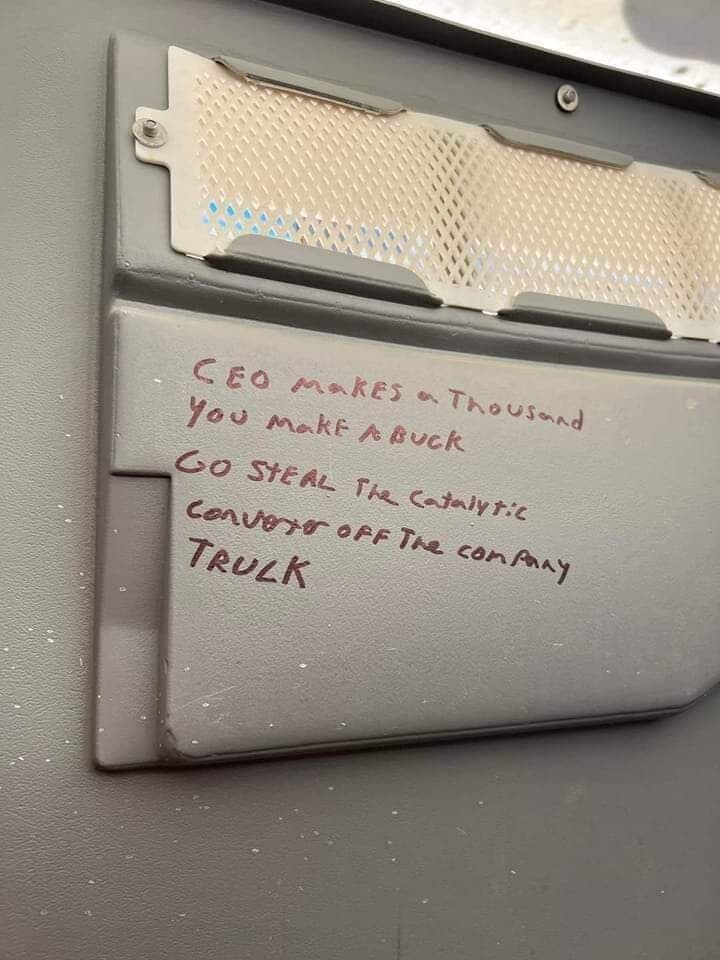 CEO MAKES a Thousand
You Make A BUCK
GO STEAL The Catalytic
Converter OFF The comPany
TRUCK